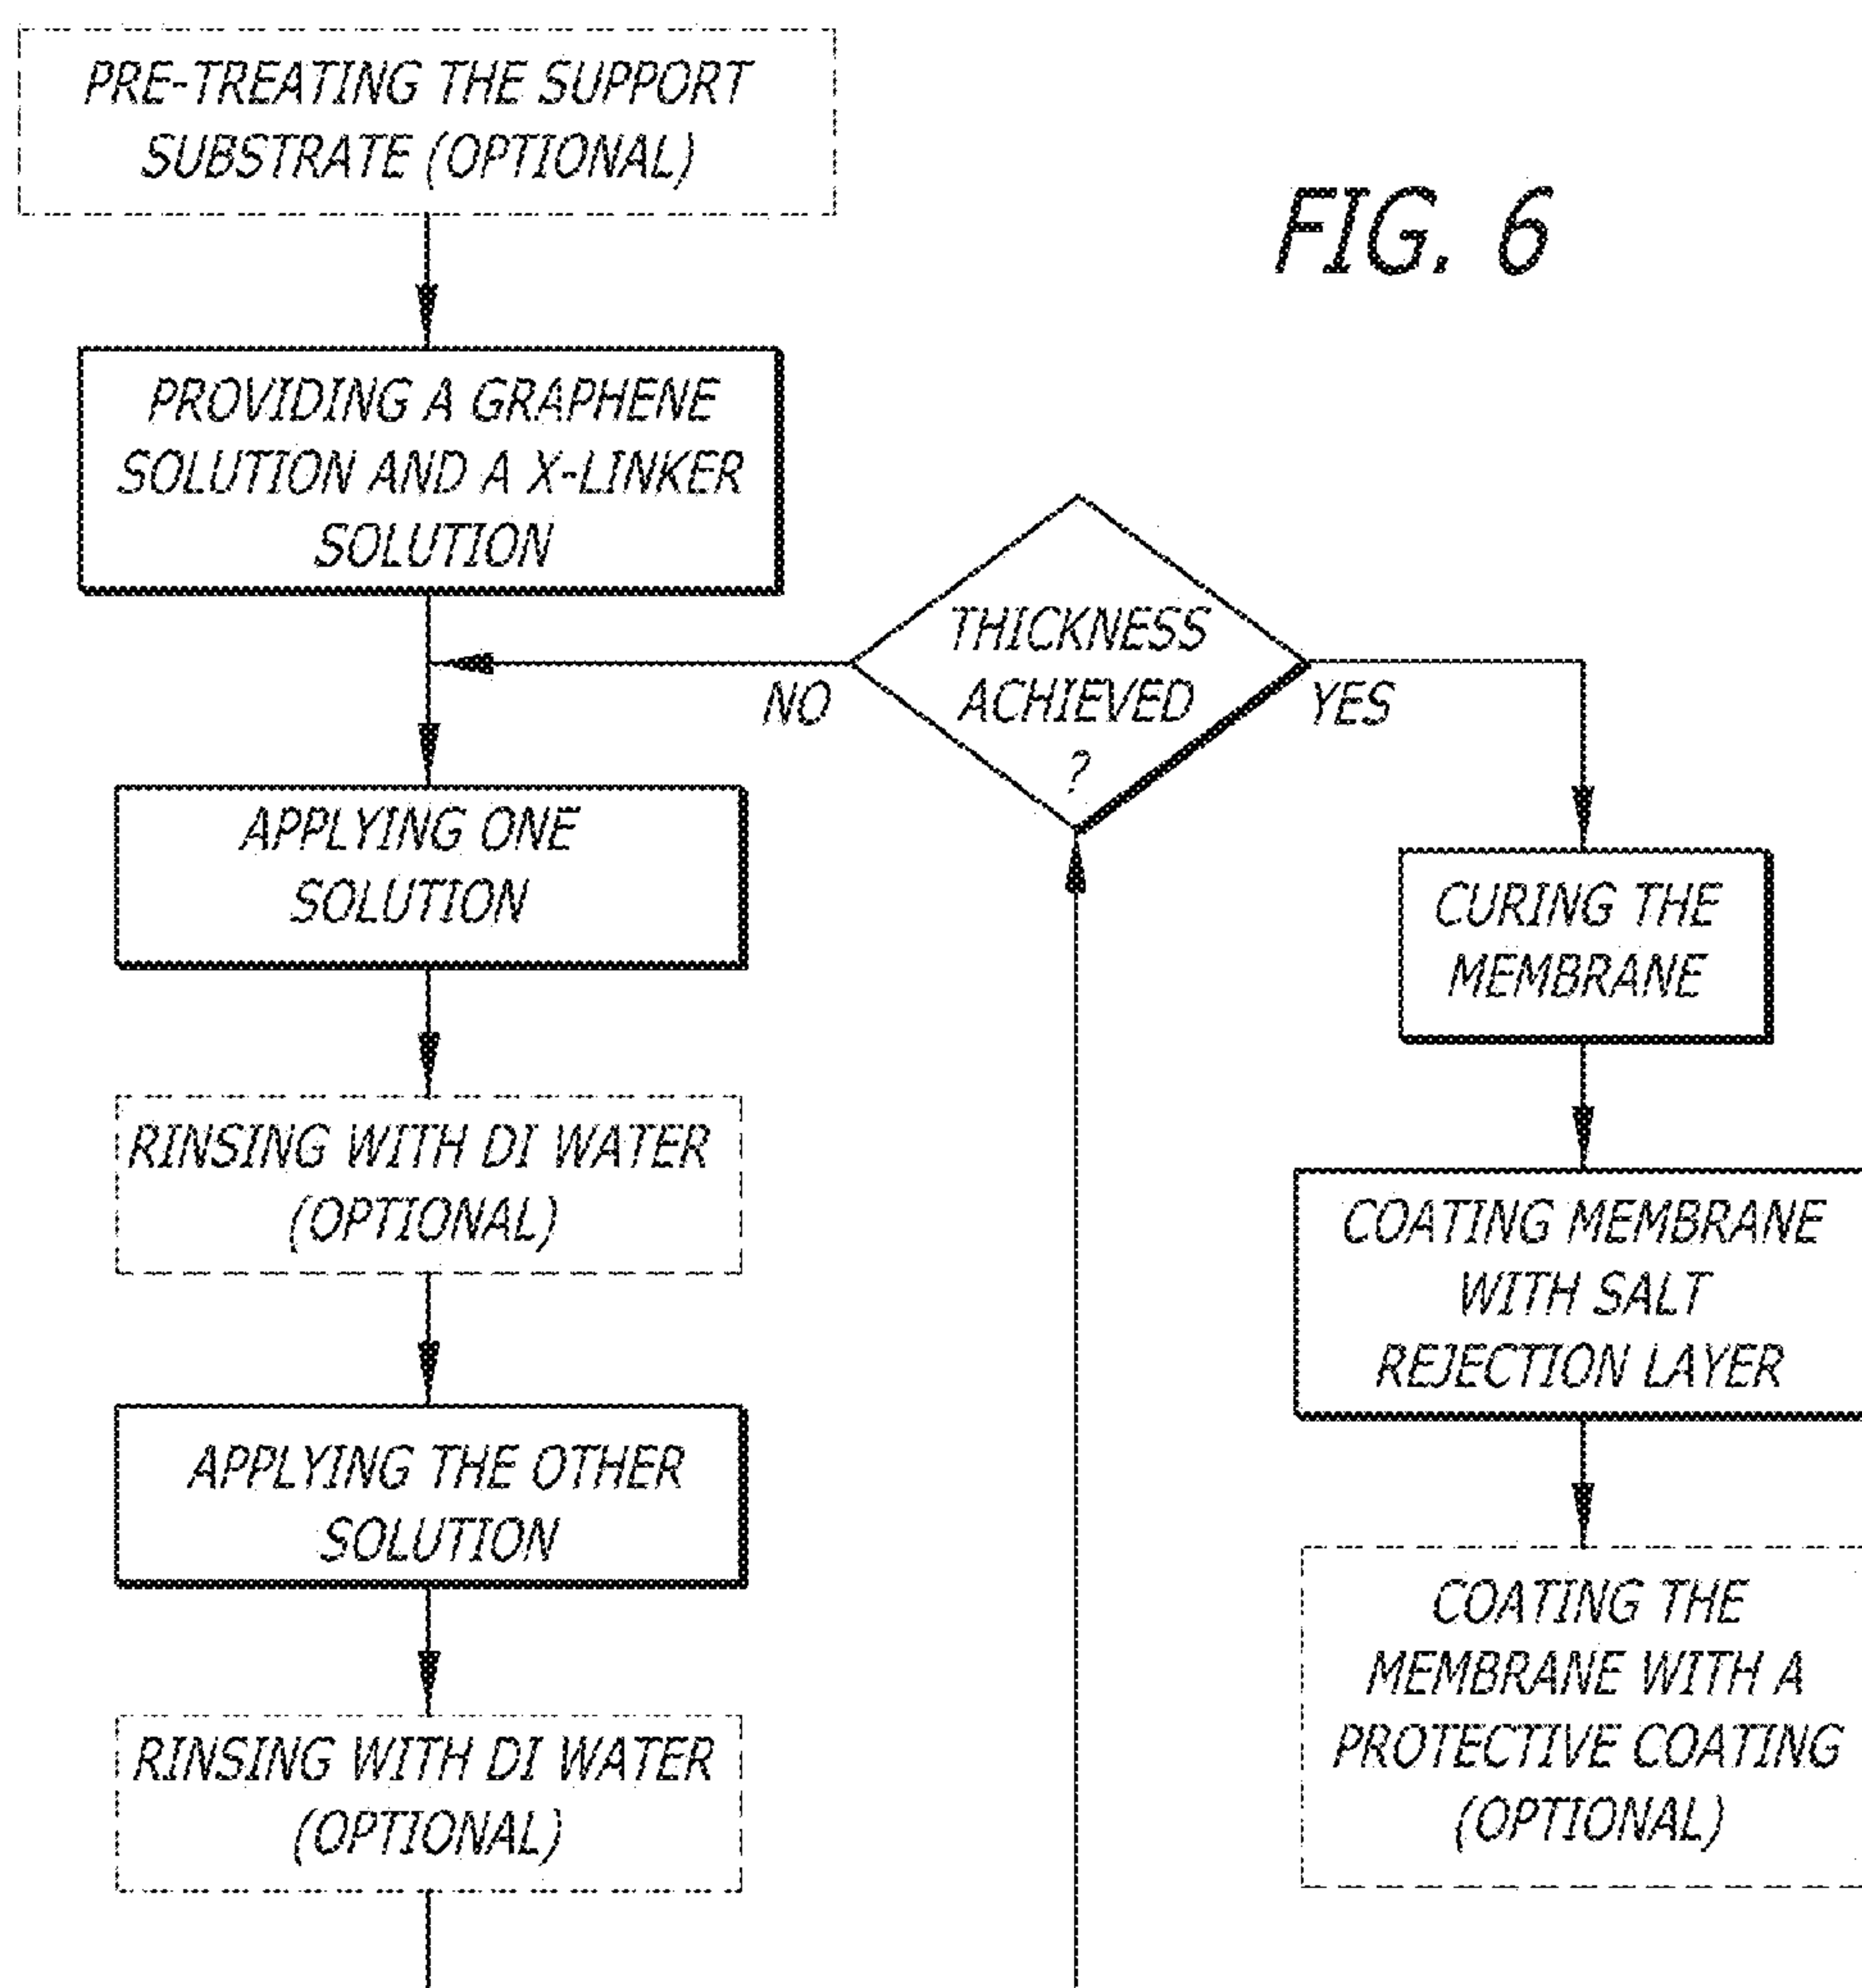 PRE-TREATING THE SUPPORT
SUBSTRATE (OPTIONAL)
FIG. 6
PROVIDING A GRAPHENE
SOLUTION AND A X-LINKER
SOLUTION
THICKNESS
ACHIEVED
?
NO
YES
APPLYING ONE
SOLUTION
RINSING WITH DI WATER
(OPTIONAL)
APPLYING THE OTHER
SOLUTION
RINSING WITH DI WATER
(OPTIONAL)
CURING THE
MEMBRANE
COATING MEMBRANE
WITH SALT
REJECTION LAYER
COATING THE
MEMBRANE WITH A
PROTECTIVE COATING
(OPTIONAL)